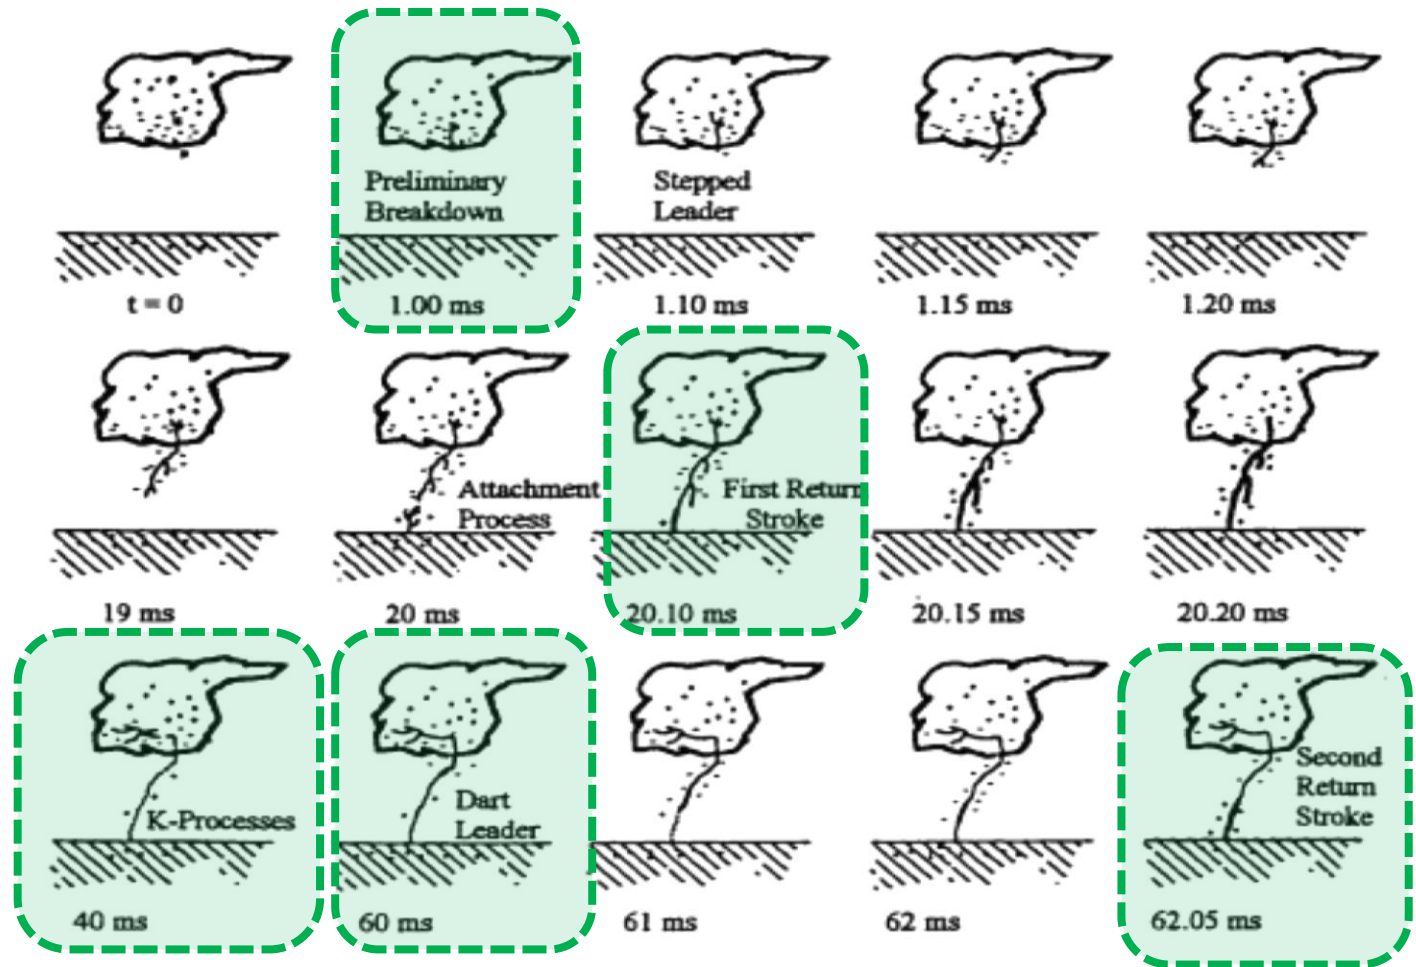 Preliminary
Breakdown
Stepped
Leader
t = 0
1.00 ms
1.10 ms
1.15 ms
1.20 ms
Attachment
Process
First Return
Stroke
19 ms
20 ms
20.10 ms
20.15 ms
20.20 ms
K-Processes
Dart
Leader
Second
Return
Stroke
40 ms
60 ms
61 ms
62 ms
62.05 ms